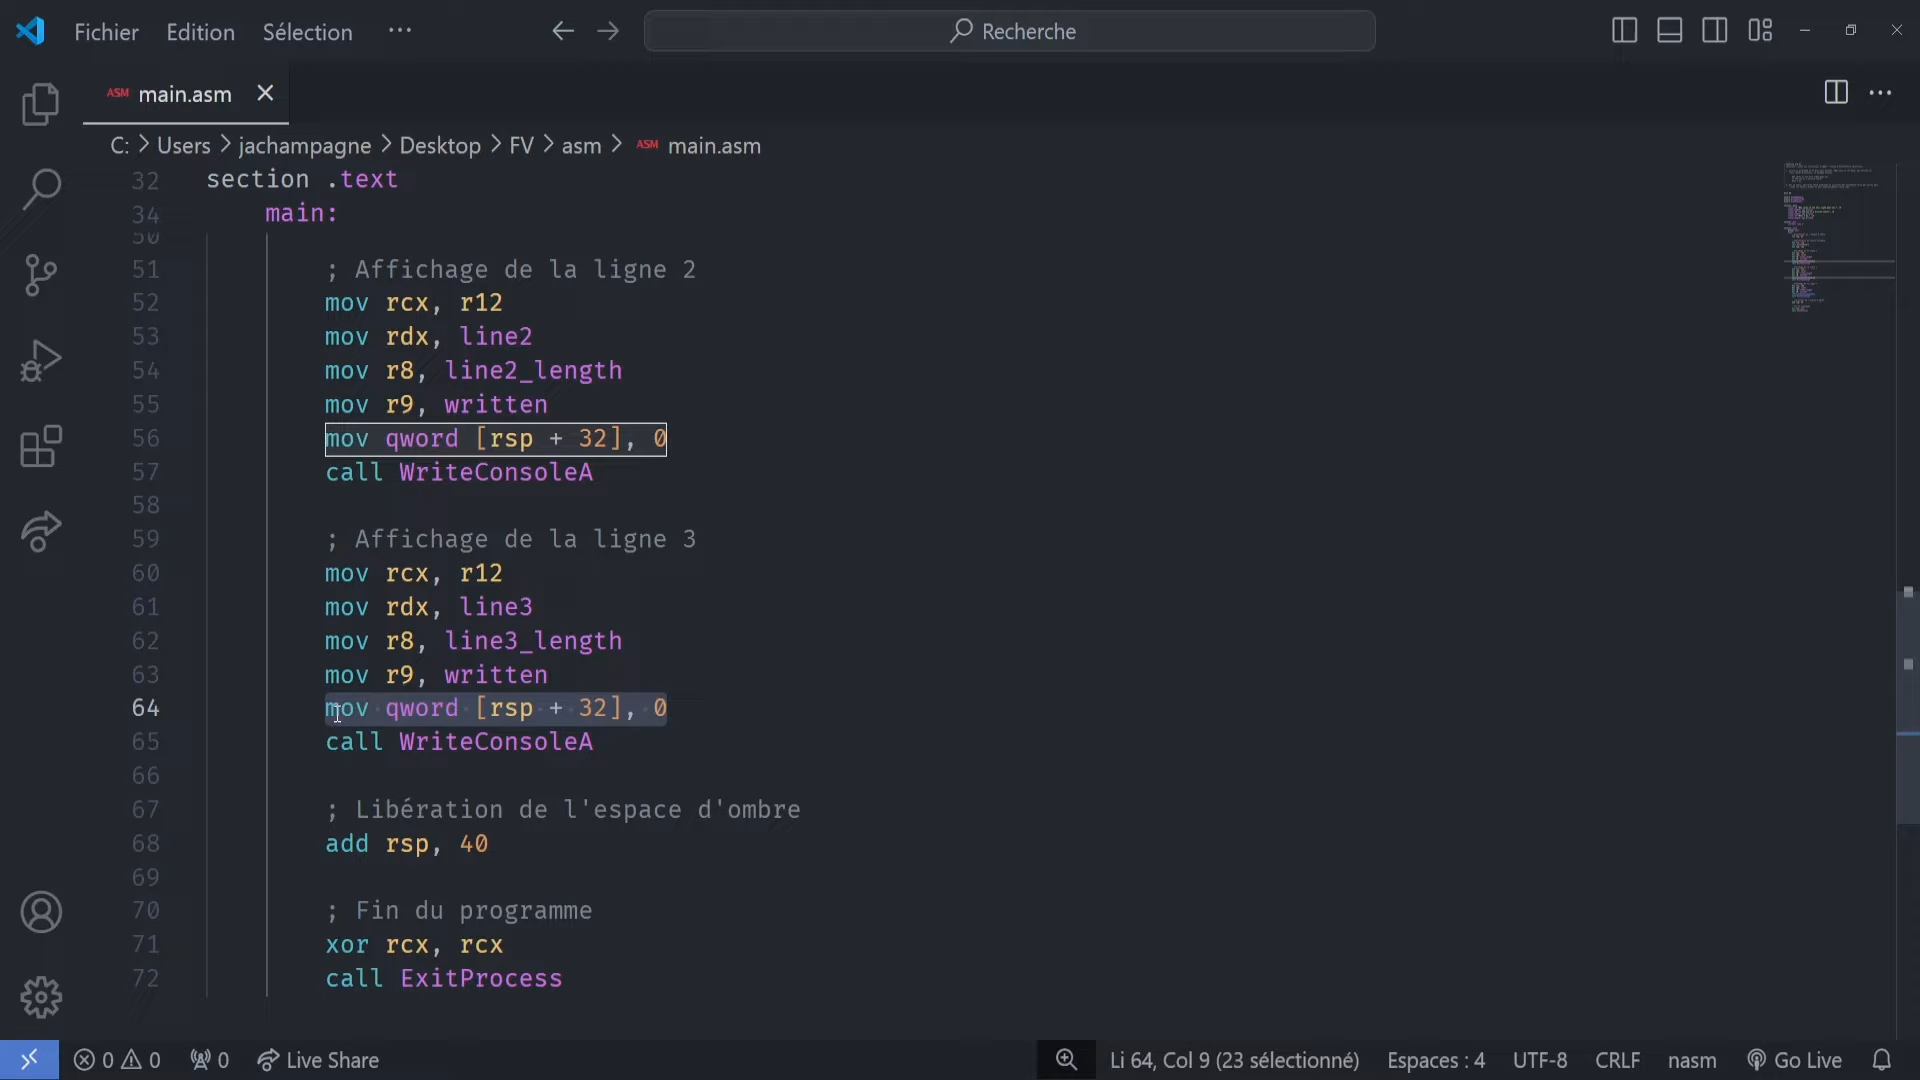 Fichier Edition Sélection ··· Recherche
ASM main.asm
C: > Users > jachampagne > Desktop > FV > asm > ASM main.asm
32 section .text
34 main:
50
51 ; Affichage de la ligne 2
52 mov rcx, r12
53 mov rdx, line2
54 mov r8, line2_length
55 mov r9, written
56 mov qword [rsp + 32], 0
57 call WriteConsoleA
58
59 ; Affichage de la ligne 3
60 mov rcx, r12
61 mov rdx, line3
62 mov r8, line3_length
63 mov r9, written
64 mov qword [rsp + 32], 0
65 call WriteConsoleA
66
67 ; Libération de l'espace d'ombre
68 add rsp, 40
69
70 ; Fin du programme
71 xor rcx, rcx
72 call ExitProcess
0 0 0 Live Share Li 64, Col 9 (23 sélectionné) Espaces : 4 UTF-8 CRLF nasm Go Live